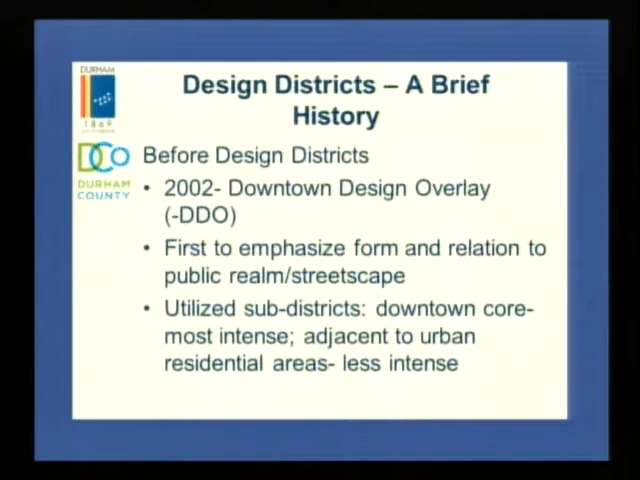 DURHAM
1869
DCo
DURHAM
COUNTY
Design Districts – A Brief
History
Before Design Districts
• 2002- Downtown Design Overlay
(-DDO)
• First to emphasize form and relation to
public realm/streetscape
• Utilized sub-districts: downtown core-
most intense; adjacent to urban
residential areas- less intense